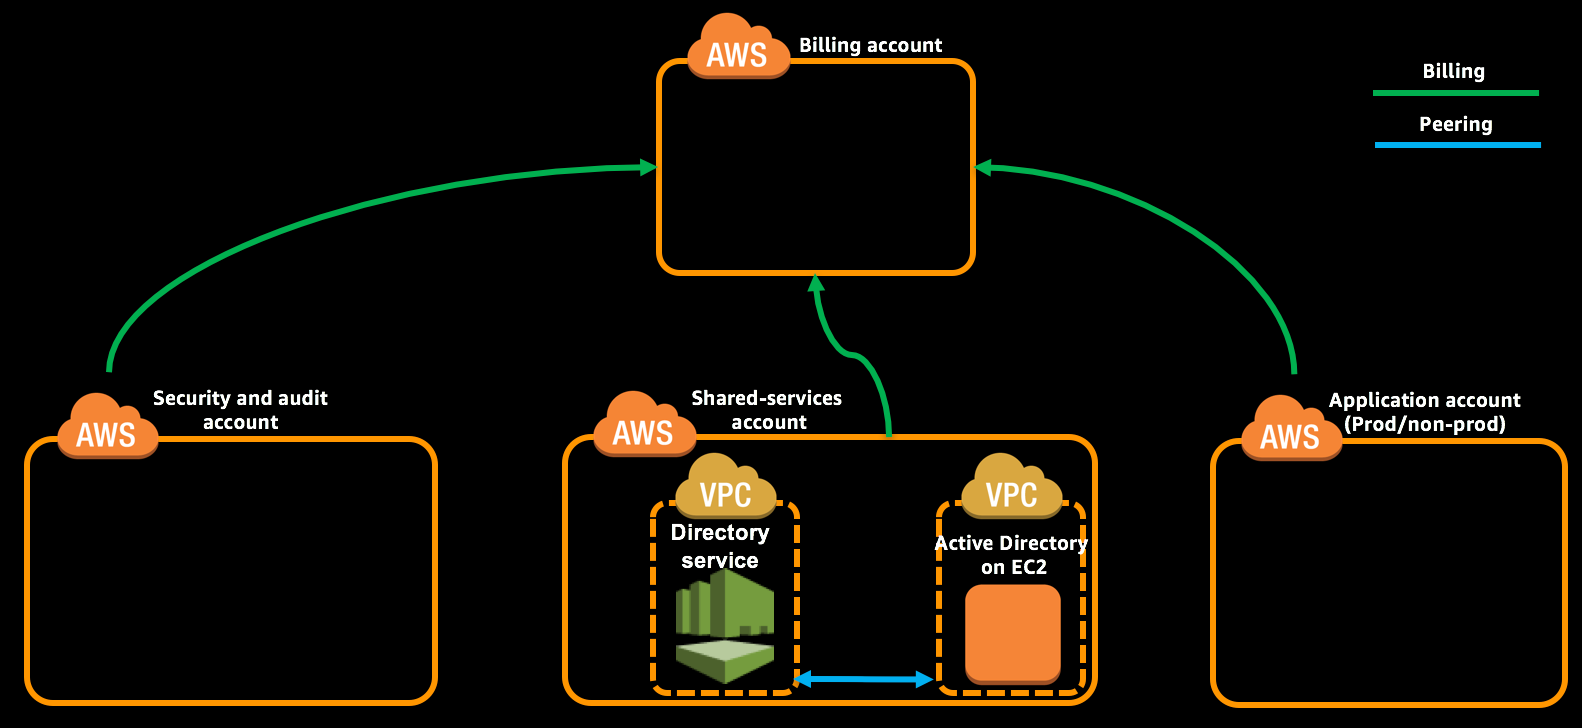 AWS
Billing account
Billing
Peering
AWS
Security and audit
account
AWS
Shared-services
account
AWS
Application account
(Prod/non-prod)
VPC
Directory
service
VPC
Active Directory
on EC2